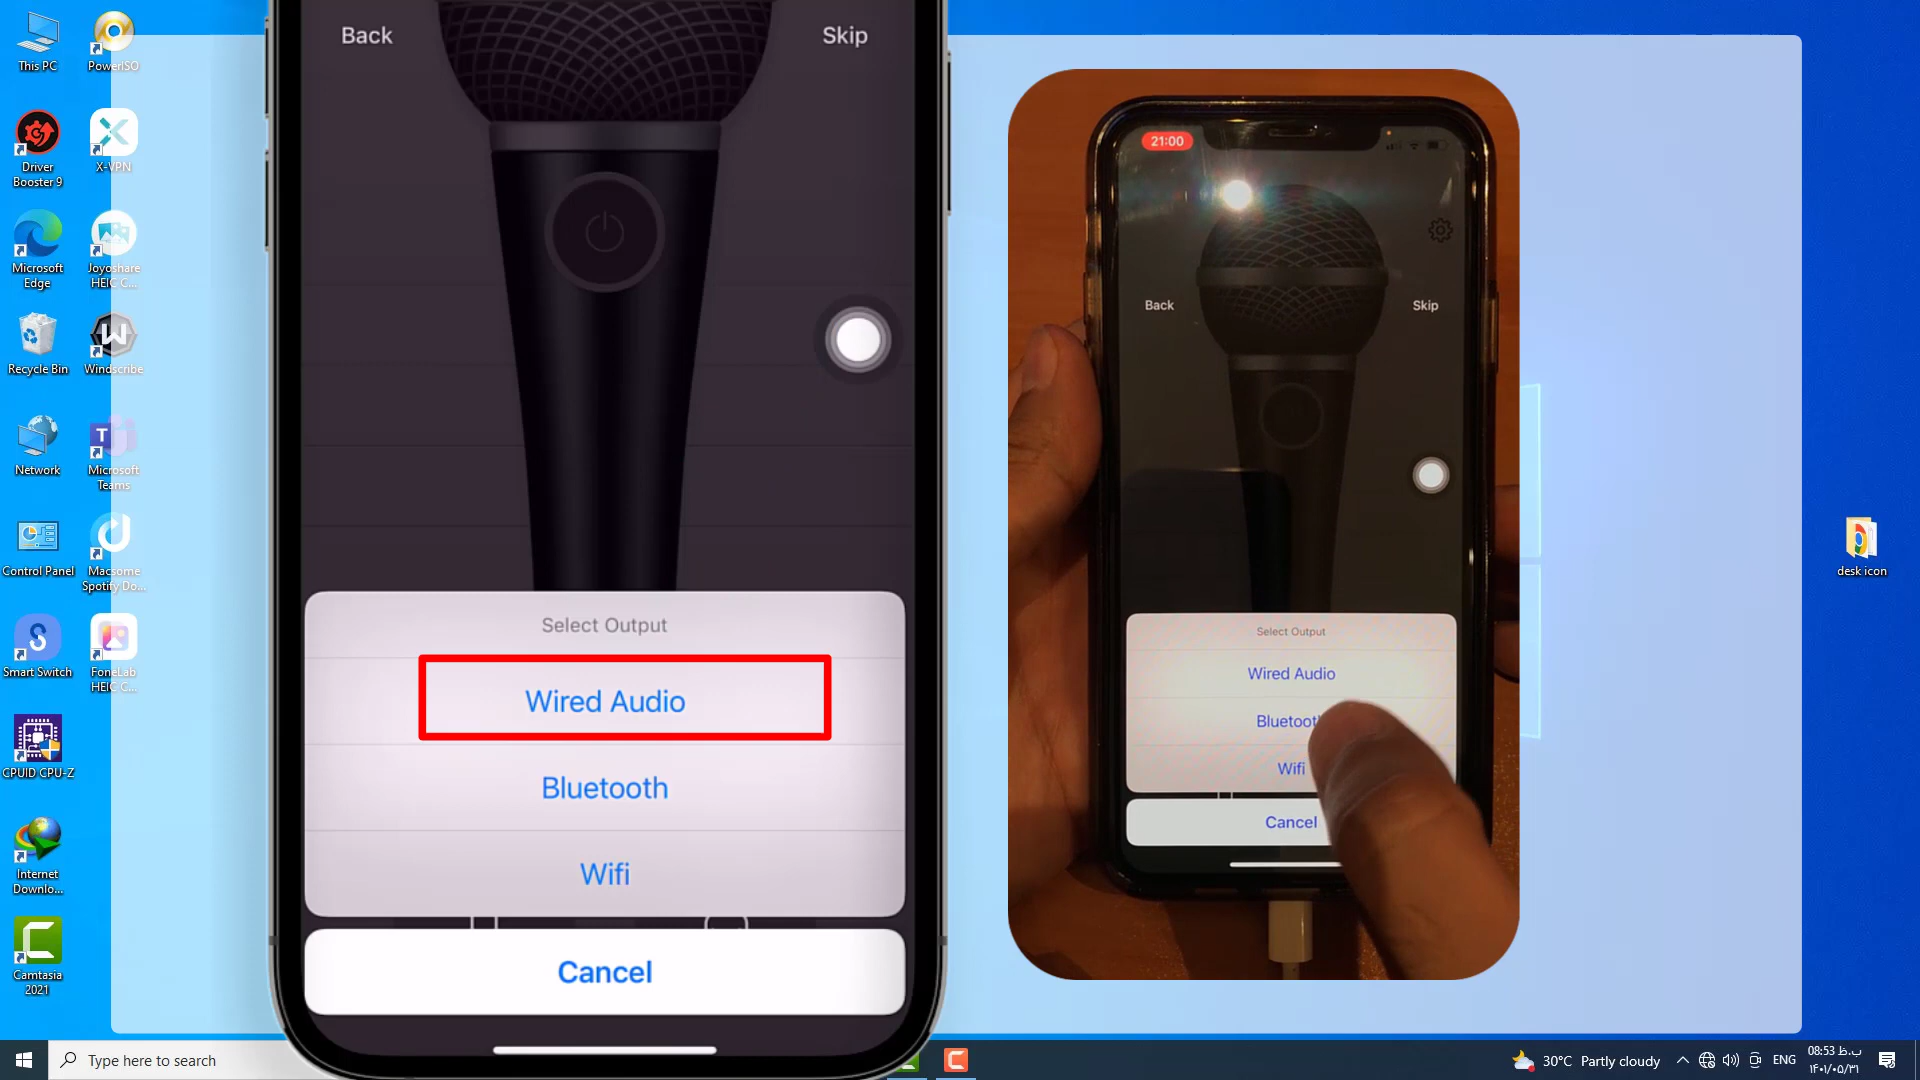 This PC
PowerISO
Driver
Booster 9
X-VPN
Microsoft
Edge
Joyoshare
HEIC C...
Recycle Bin
Windscribe
Network
Microsoft
Teams
Control Panel
Macsome
Spotify Do...
Smart Switch
FoneLab
HEIC C...
CPUID CPU-Z
Internet
Downlo...
Camtasia
2021
Back
Skip
Select Output
Wired Audio
Bluetooth
Wifi
Cancel
21:00
Back
Skip
Select Output
Wired Audio
Bluetooth
Wifi
Cancel
desk icon
Type here to search
30°C Partly cloudy
ENG
08:53 ب.ظ
۱۴۰۱/۰۵/۳۱